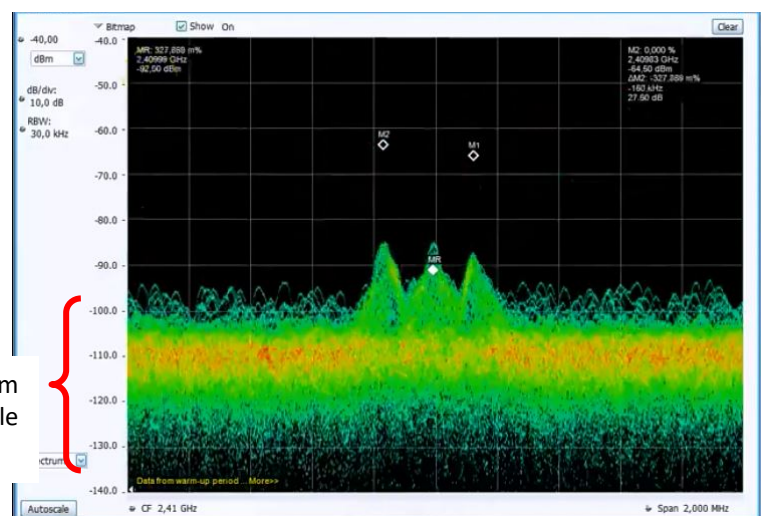 Bitmap Show On Clear
-40,00
dBm
dB/div:
10,0 dB
RBW:
30,0 kHz
-40.0
-50.0
-60.0
-70.0
-80.0
-90.0
-100.0
-110.0
-120.0
-130.0
-140.0
MR: 327,869 m%
2,40999 GHz
-92,50 dBm
M2: 0,000 %
2,40983 GHz
-64,50 dBm
ΔM2: -327,869 m%
-160 kHz
27,50 dB
M2
M1
MR
m
le
ectrum
Data from warm-up period ... More>>
Autoscale
CF 2,41 GHz
Span 2,000 MHz